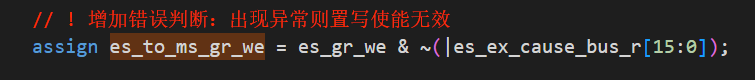 // ! 增加错误判断：出现异常则置写使能无效
assign es_to_ms_gr_we = es_gr_we & ~(|es_ex_cause_bus_r[15:0]);